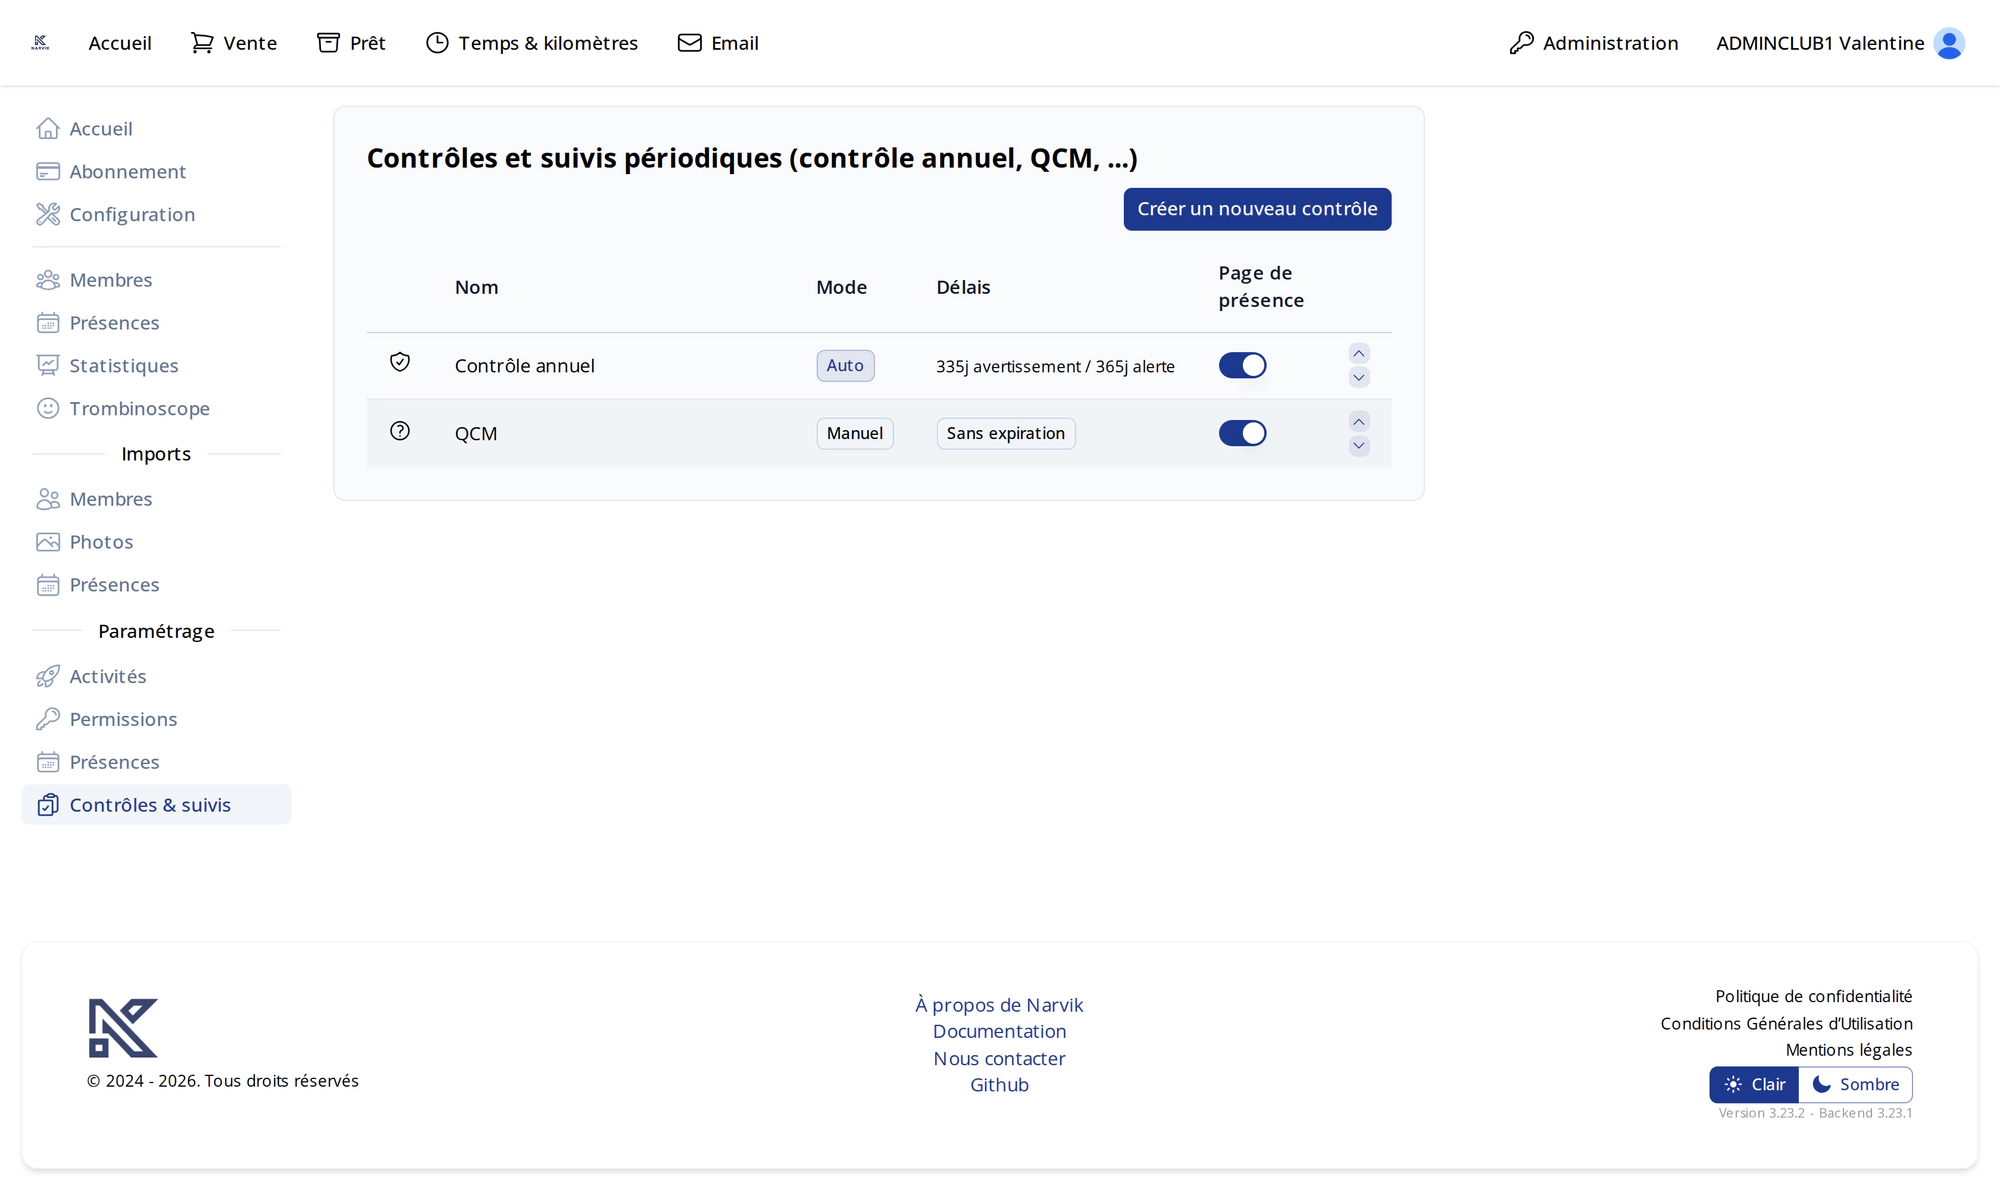 NARVIK
Accueil
Vente
Prêt
Temps & kilomètres
Email
Administration
ADMINCLUB1 Valentine
Accueil
Abonnement
Configuration
Membres
Présences
Statistiques
Trombinoscope
Imports
Membres
Photos
Présences
Paramétrage
Activités
Permissions
Présences
Contrôles & suivis
Contrôles et suivis périodiques (contrôle annuel, QCM, ...)
Créer un nouveau contrôle
Nom
Mode
Délais
Page de
présence
Contrôle annuel
Auto
335j avertissement / 365j alerte
QCM
Manuel
Sans expiration
© 2024 - 2026. Tous droits réservés
À propos de Narvik
Documentation
Nous contacter
Github
Politique de confidentialité
Conditions Générales d'Utilisation
Mentions légales
Clair
Sombre
Version 3.23.2 - Backend 3.23.1